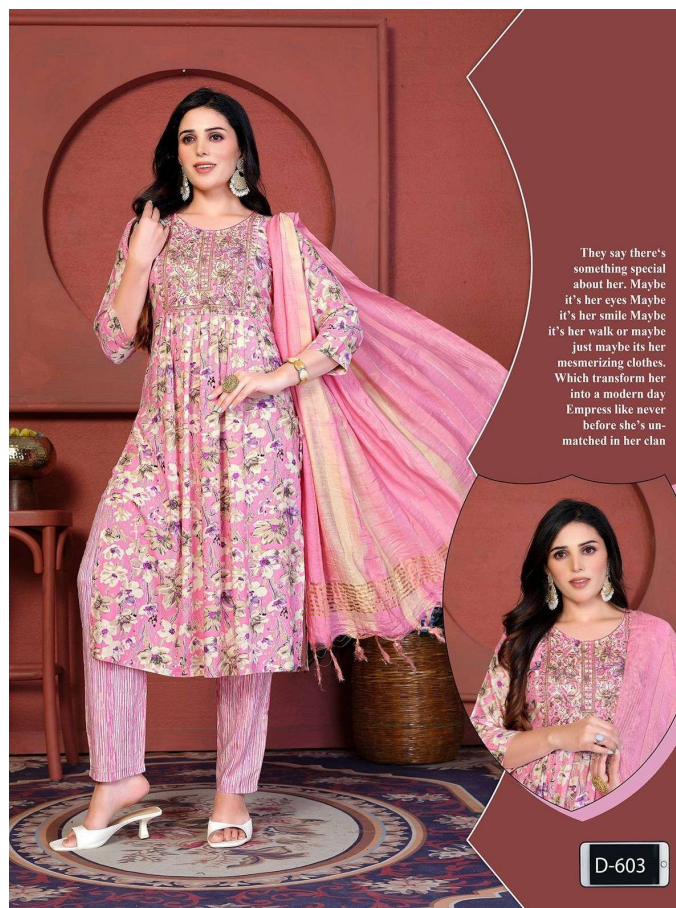 They say there‘s
something special
about her. Maybe
it’s her eyes Maybe
it’s her smile Maybe
it’s her walk or maybe
just maybe its her
mesmerizing clothes.
Which transform her
into a modern day
Empress like never
before she’s un-
matched in her clan
D-603